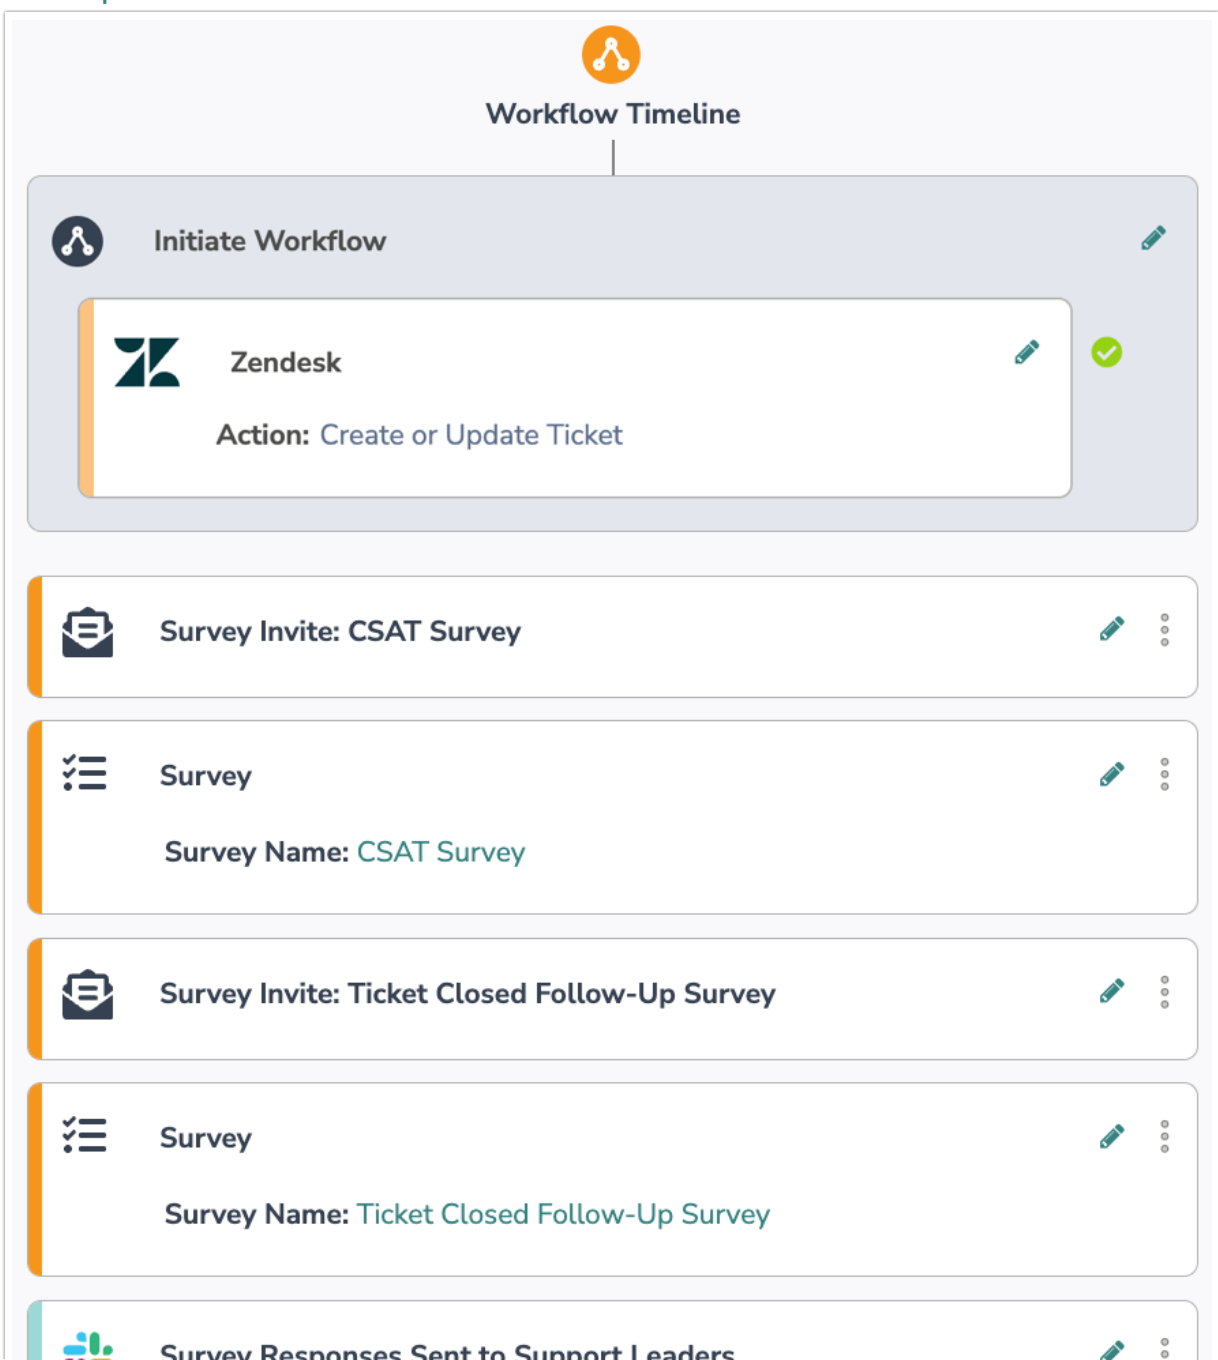 Workflow Timeline
Initiate Workflow
Zendesk
Action: Create or Update Ticket
Survey Invite: CSAT Survey
Survey
Survey Name: CSAT Survey
Survey Invite: Ticket Closed Follow-Up Survey
Survey
Survey Name: Ticket Closed Follow-Up Survey
Survey Responses Sent to Support Leaders